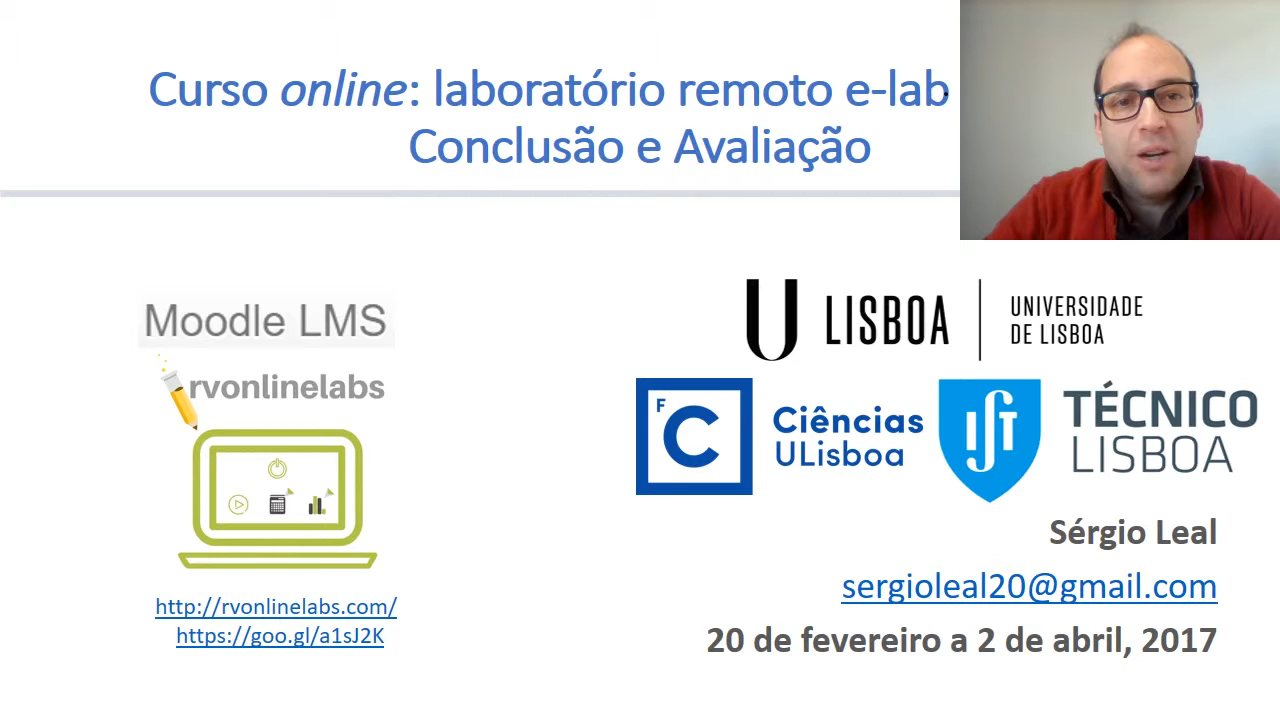 Curso online: laboratório remoto e-lab
Conclusão e Avaliação
Moodle LMS
rvonlinelabs
http://rvonlinelabs.com/
https://goo.gl/a1sJ2K
U LISBOA
UNIVERSIDADE
DE LISBOA
F
C
Ciências
ULisboa
IST
TÉCNICO
LISBOA
Sérgio Leal
sergioleal20@gmail.com
20 de fevereiro a 2 de abril, 2017